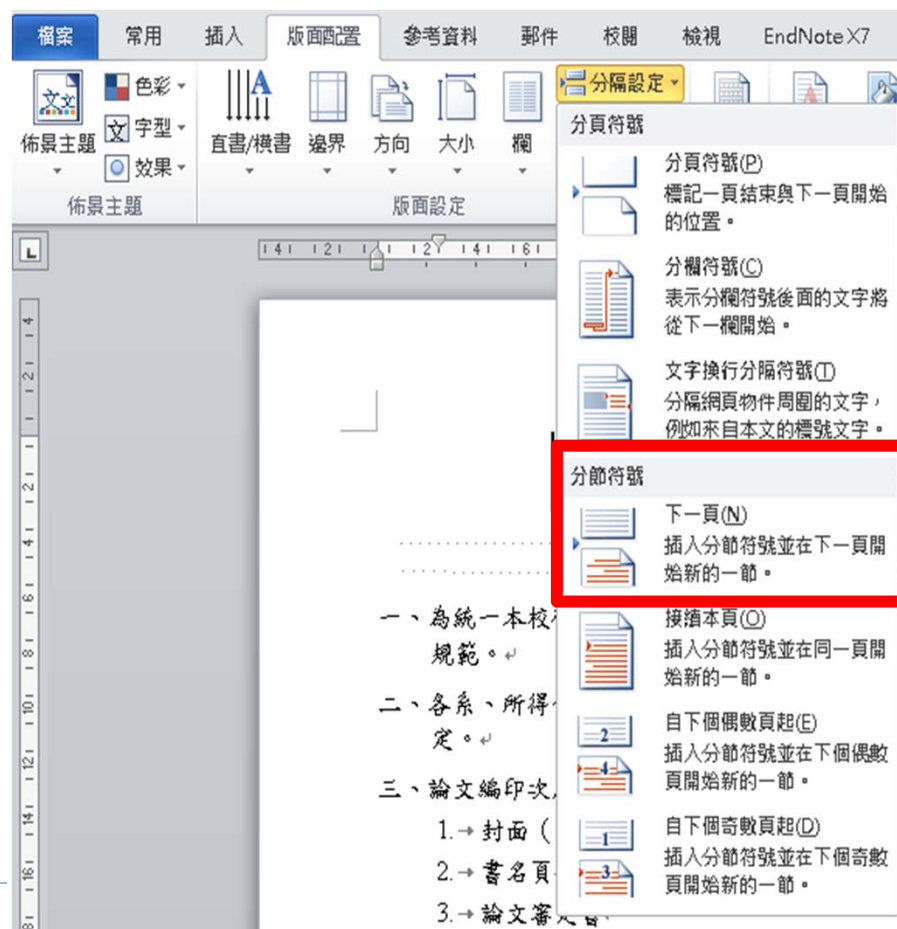 檔案 常用 插入 版面配置 參考資料 郵件 校閱 檢視 EndNote X7
佈景主題
色彩
字型
效果
佈景主題
直書/橫書 邊界 方向 大小 欄
版面設定
分隔設定
分頁符號
分頁符號(P)
標記一頁結束與下一頁開始
的位置。
分欄符號(C)
表示分欄符號後面的文字將
從下一欄開始。
文字換行分隔符號(T)
分隔網頁物件周圍的文字，
例如來自本文的標號文字。
分節符號
下一頁(N)
插入分節符號並在下一頁開
始新的一節。
接續本頁(O)
插入分節符號並在同一頁開
始新的一節。
自下個偶數頁起(E)
插入分節符號並在下個偶數
頁開始新的一節。
自下個奇數頁起(D)
插入分節符號並在下個奇數
頁開始新的一節。
一、為統一本校
規範。
二、各系、所得
定。
三、論文編印次
1.→封面（
2.→書名頁
3.→論文審定書